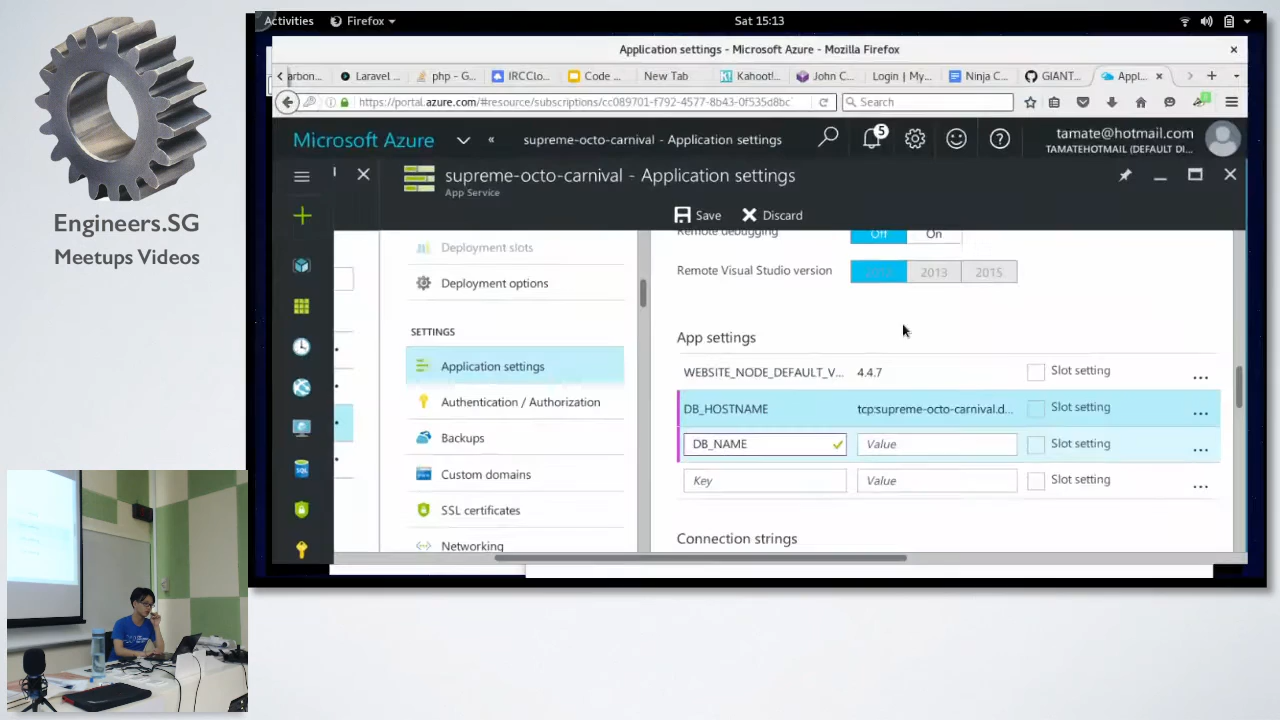 Engineers.SG
Meetups Videos
Activities
Firefox
Sat 15:13
Application settings - Microsoft Azure - Mozilla Firefox
arbon...
Laravel ...
php - G...
IRCClo...
Code ...
New Tab
Kahoot!...
John C...
Login | My...
Ninja C...
GIANT...
Appl...
https://portal.azure.com/#resource/subscriptions/cc089701-f792-4577-8b43-0f535d8bc
Search
Microsoft Azure
supreme-octo-carnival - Application settings
5
tamate@hotmail.com
TAMATEHOTMAIL (DEFAULT DI...
supreme-octo-carnival - Application settings
App Service
Save
Discard
Deployment slots
Deployment options
SETTINGS
Application settings
Authentication / Authorization
Backups
Custom domains
SSL certificates
Networking
Remote debugging
Off
On
Remote Visual Studio version
2012
2013
2015
App settings
WEBSITE_NODE_DEFAULT_V...
4.4.7
Slot setting
...
DB_HOSTNAME
tcp:supreme-octo-carnival.d...
Slot setting
...
DB_NAME
Value
Slot setting
...
Key
Value
Slot setting
...
Connection strings